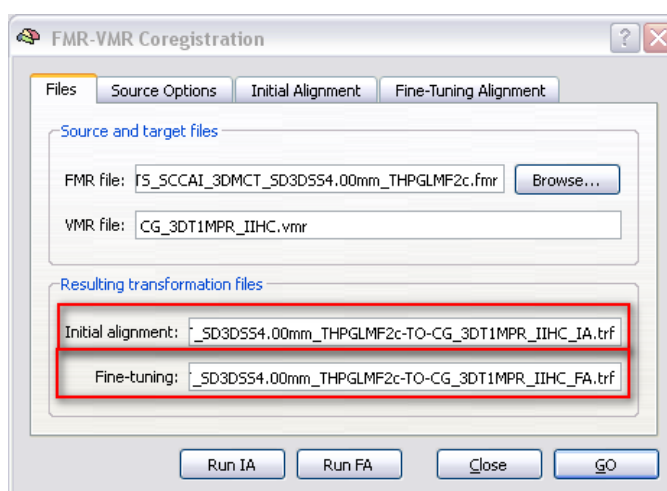 FMR-VMR Coregistration
Files Source Options Initial Alignment Fine-Tuning Alignment
Source and target files
FMR file: TS_SCCAI_3DMCT_SD3DSS4.00mm_THPGLMF2c.fmr Browse...
VMR file: CG_3DT1MPR_IIHC.vmr
Resulting transformation files
Initial alignment: _SD3DSS4.00mm_THPGLMF2c-TO-CG_3DT1MPR_IIHC_IA.trf
Fine-tuning: _SD3DSS4.00mm_THPGLMF2c-TO-CG_3DT1MPR_IIHC_FA.trf
Run IA Run FA Close GO